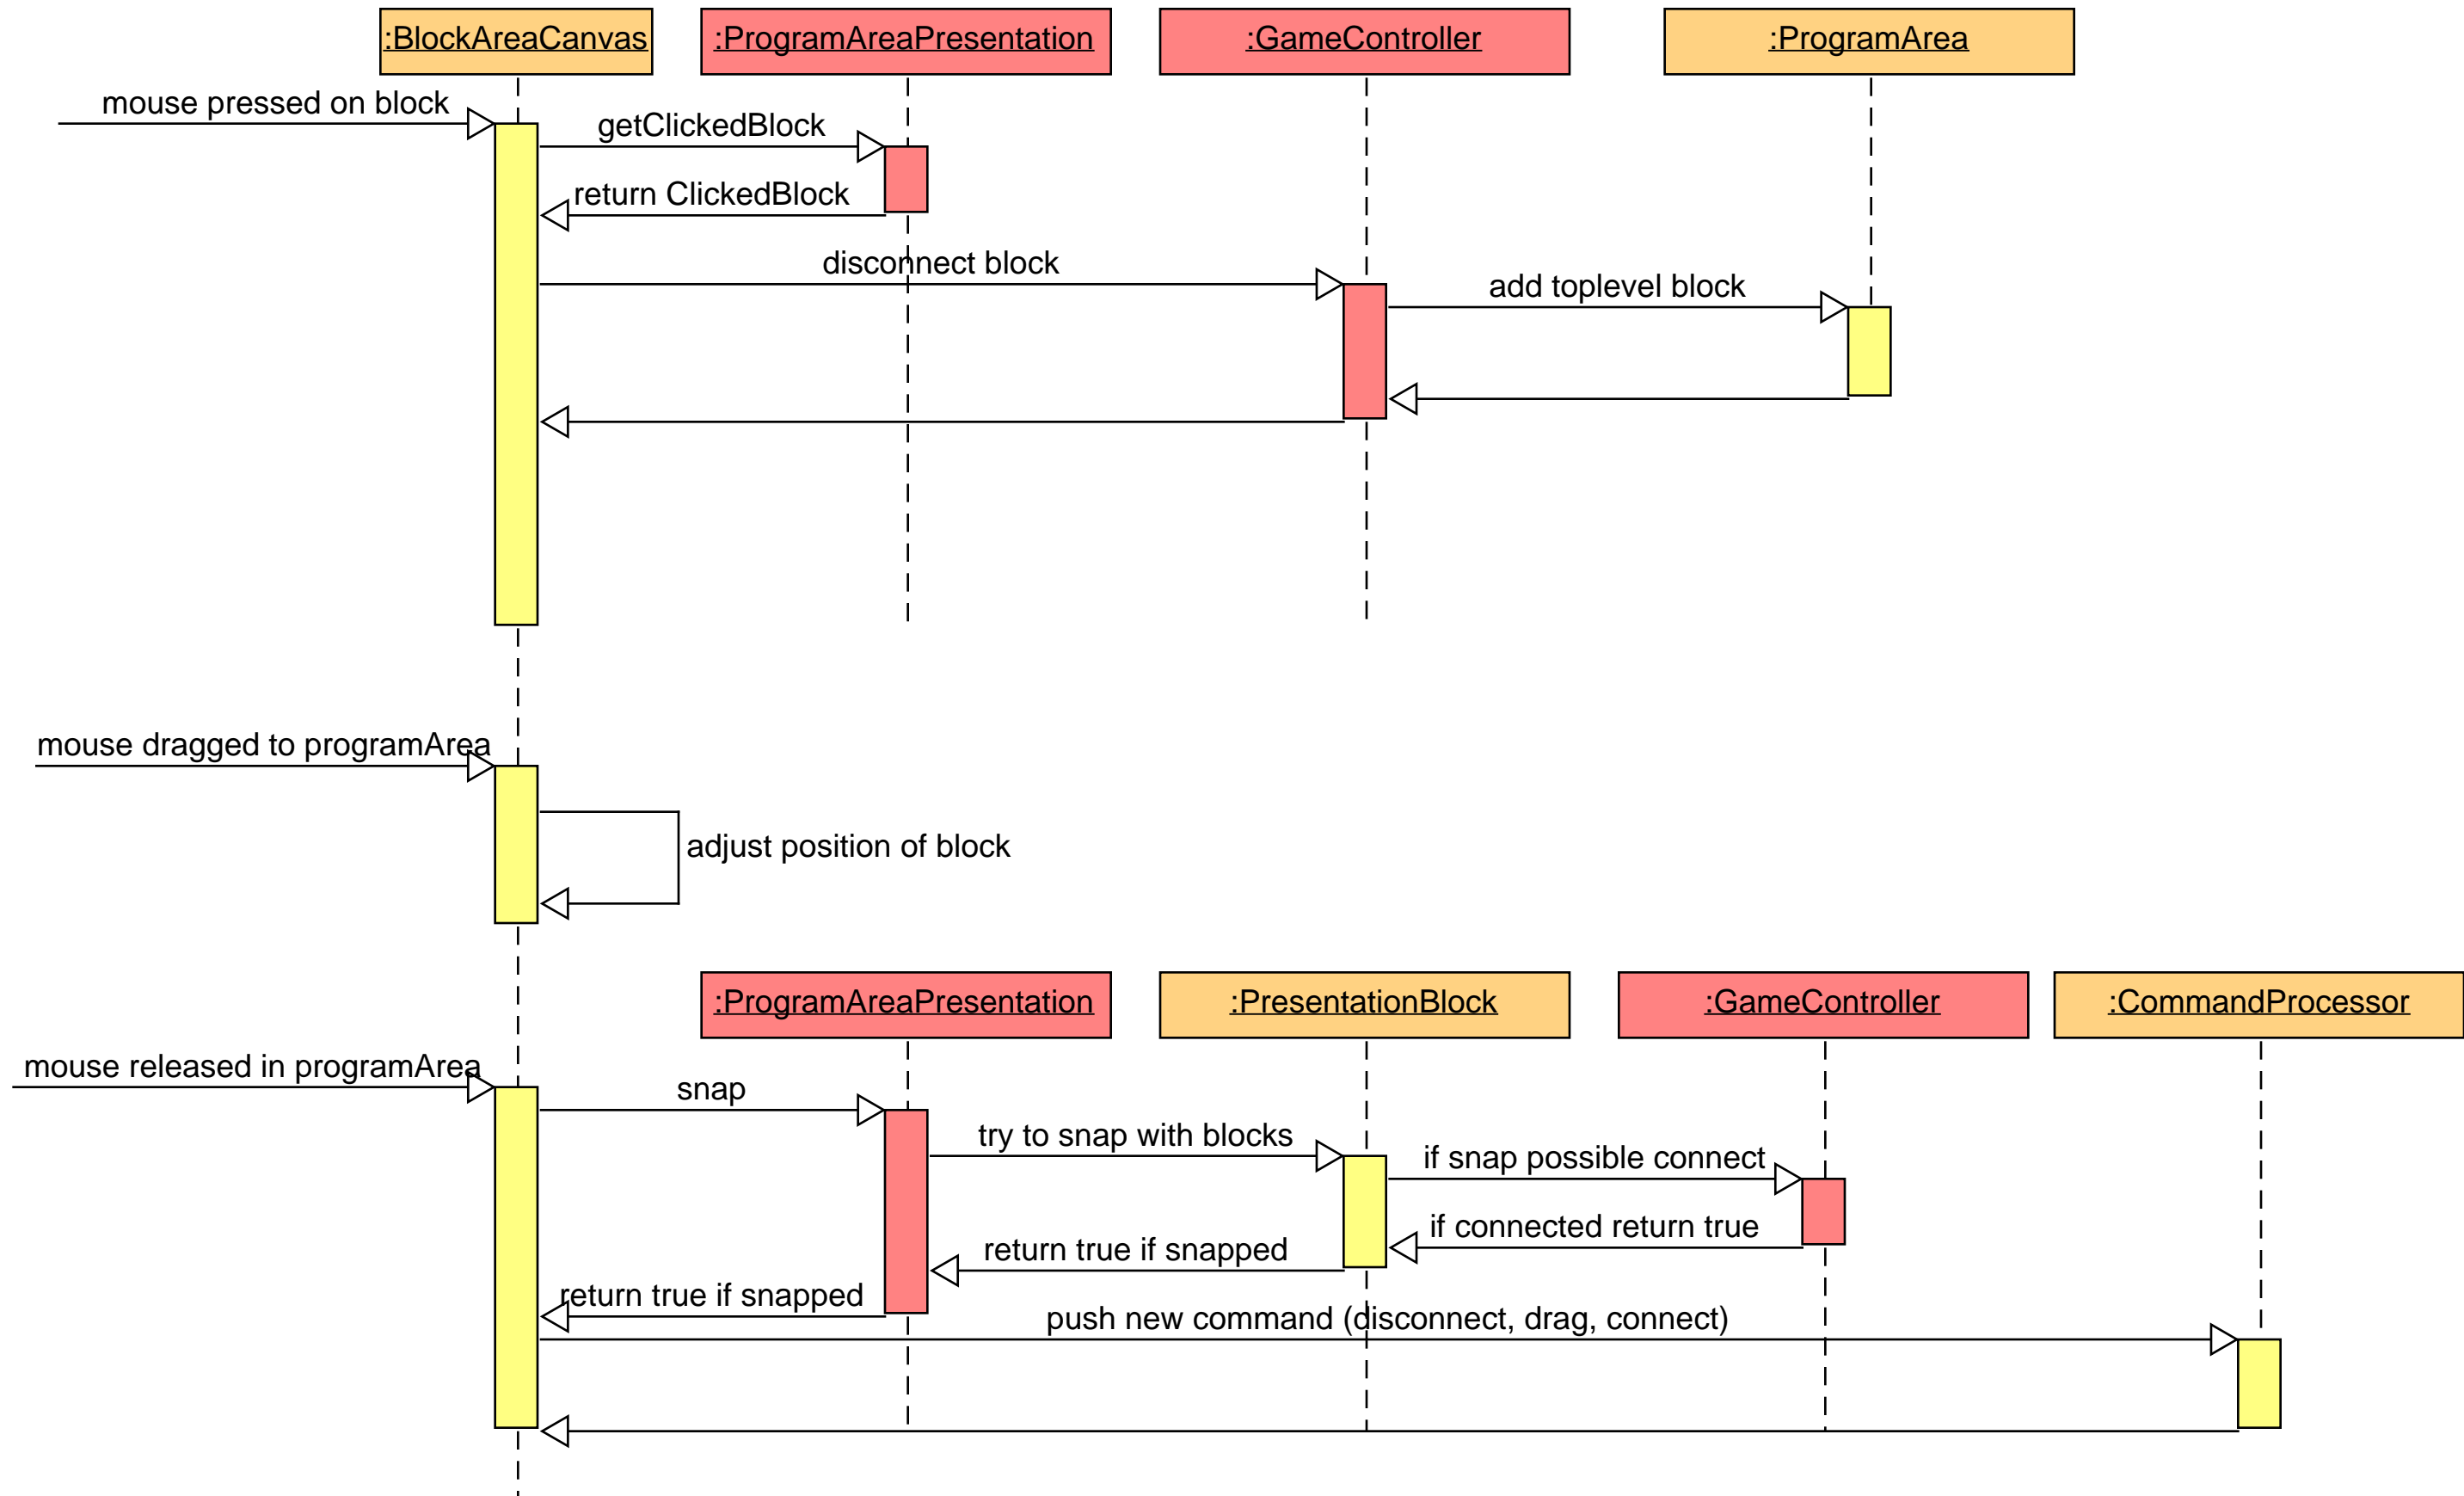 :BlockAreaCanvas
:ProgramAreaPresentation
:GameController
:ProgramArea
mouse pressed on block
getClickedBlock
return ClickedBlock
disconnect block
add toplevel block
mouse dragged to programArea
adjust position of block
:ProgramAreaPresentation
:PresentationBlock
:GameController
:CommandProcessor
mouse released in programArea
snap
try to snap with blocks
if snap possible connect
if connected return true
return true if snapped
return true if snapped
push new command (disconnect, drag, connect)